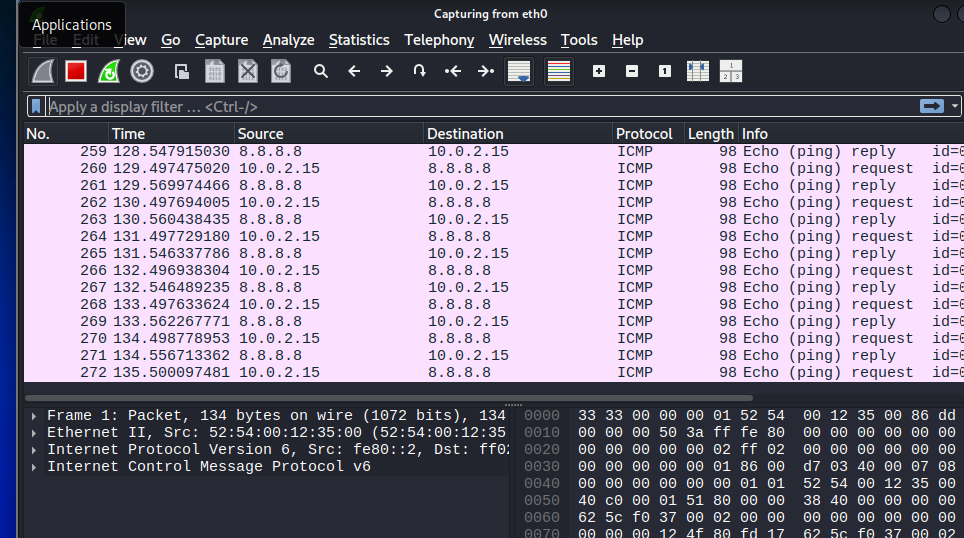 Capturing from eth0
Applications
File Edit View Go Capture Analyze Statistics Telephony Wireless Tools Help
Apply a display filter ... <Ctrl-/>
No. Time Source Destination Protocol Length Info
259 128.547915030 8.8.8.8 10.0.2.15 ICMP 98 Echo (ping) reply id=0
260 129.497475020 10.0.2.15 8.8.8.8 ICMP 98 Echo (ping) request id=0
261 129.569974466 8.8.8.8 10.0.2.15 ICMP 98 Echo (ping) reply id=0
262 130.497694005 10.0.2.15 8.8.8.8 ICMP 98 Echo (ping) request id=0
263 130.560438435 8.8.8.8 10.0.2.15 ICMP 98 Echo (ping) reply id=0
264 131.497729180 10.0.2.15 8.8.8.8 ICMP 98 Echo (ping) request id=0
265 131.546337786 8.8.8.8 10.0.2.15 ICMP 98 Echo (ping) reply id=0
266 132.496938304 10.0.2.15 8.8.8.8 ICMP 98 Echo (ping) request id=0
267 132.546489235 8.8.8.8 10.0.2.15 ICMP 98 Echo (ping) reply id=0
268 133.497633624 10.0.2.15 8.8.8.8 ICMP 98 Echo (ping) request id=0
269 133.562267771 8.8.8.8 10.0.2.15 ICMP 98 Echo (ping) reply id=0
270 134.498778953 10.0.2.15 8.8.8.8 ICMP 98 Echo (ping) request id=0
271 134.556713362 8.8.8.8 10.0.2.15 ICMP 98 Echo (ping) reply id=0
272 135.500097481 10.0.2.15 8.8.8.8 ICMP 98 Echo (ping) request id=0
Frame 1: Packet, 134 bytes on wire (1072 bits), 134
Ethernet II, Src: 52:54:00:12:35:00 (52:54:00:12:35
Internet Protocol Version 6, Src: fe80::2, Dst: ff02
Internet Control Message Protocol v6
0000 33 33 00 00 00 01 52 54 00 12 35 00 86 dd
0010 00 00 00 50 3a ff fe 80 00 00 00 00 00 00
0020 00 00 00 00 00 02 ff 02 00 00 00 00 00 00
0030 00 00 00 00 00 01 86 00 d7 03 40 00 07 08
0040 00 00 00 00 00 00 01 01 52 54 00 12 35 00
0050 40 c0 00 01 51 80 00 00 38 40 00 00 00 00
0060 62 5c f0 37 00 02 00 00 00 00 00 00 00 00
0070 00 00 00 12 4f 80 fd 17 62 5c f0 37 00 02